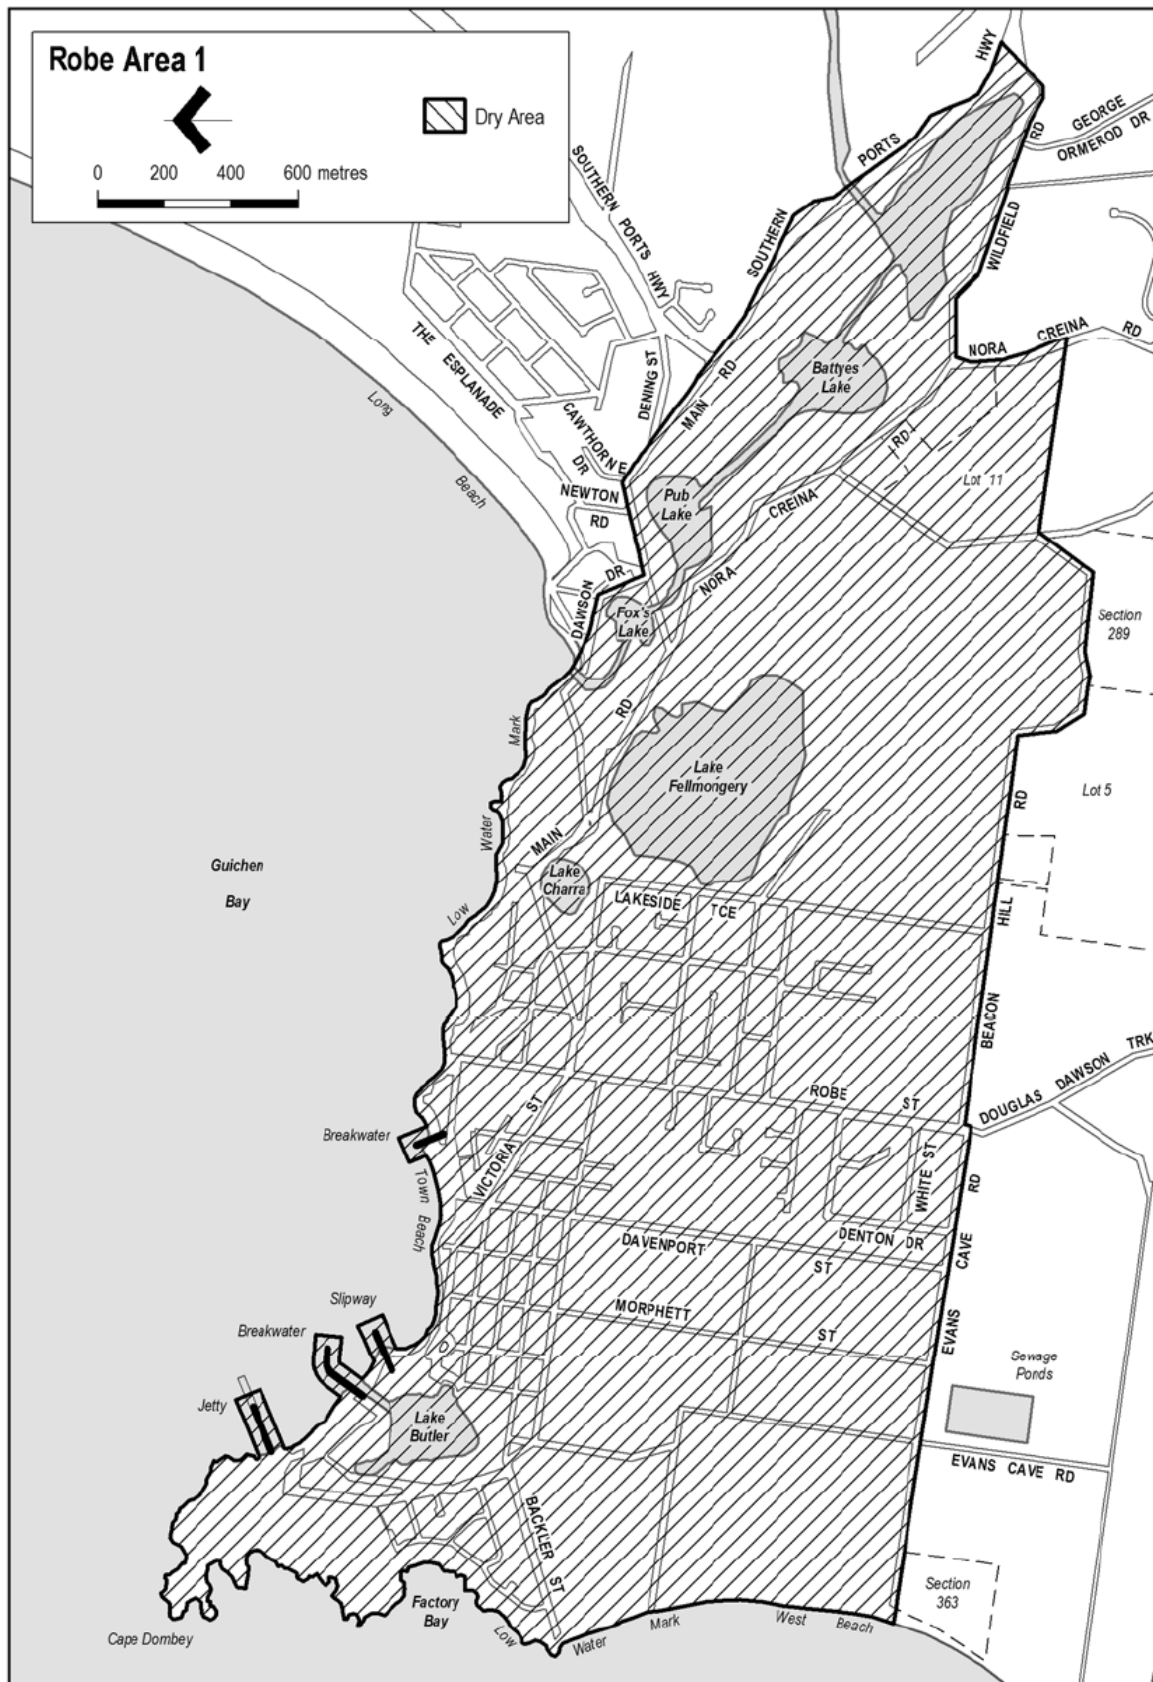 Robe Area 1
Dry Area
0 200 400 600 metres
HWY
GEORGE
ORMEROD DR
RD
PORTS
SOUTHERN PORTS HWY
WILDFIELD
SOUTHERN
NORA CREINA RD
THE ESPLANADE
Battyes
Lake
RD
DENING ST
MAIN
Long
Beach
CAWTHORNE
DR
RD
NEWTON
RD
Pub
Lake
CREINA
Lot 11
NORA
DAWSON DR
Fox's
Lake
Section
289
RD
Mark
Lake
Fellmongery
Lot 5
RD
Water
MAIN
Guichen
Bay
Lake
Charra
LAKESIDE TCE
HILL
Low
BEACON
DOUGLAS DAWSON TRK
ROBE ST
Breakwater
VICTORIA ST
WHITE ST
RD
Town
Beach
DENTON DR
DAVENPORT
ST
CAVE
Slipway
MORPHETT
ST
EVANS
Breakwater
Sewage
Ponds
Jetty
Lake
Butler
EVANS CAVE RD
BACKLER ST
Section
363
Factory
Bay
Cape Dombey
Low Water Mark
West Beach